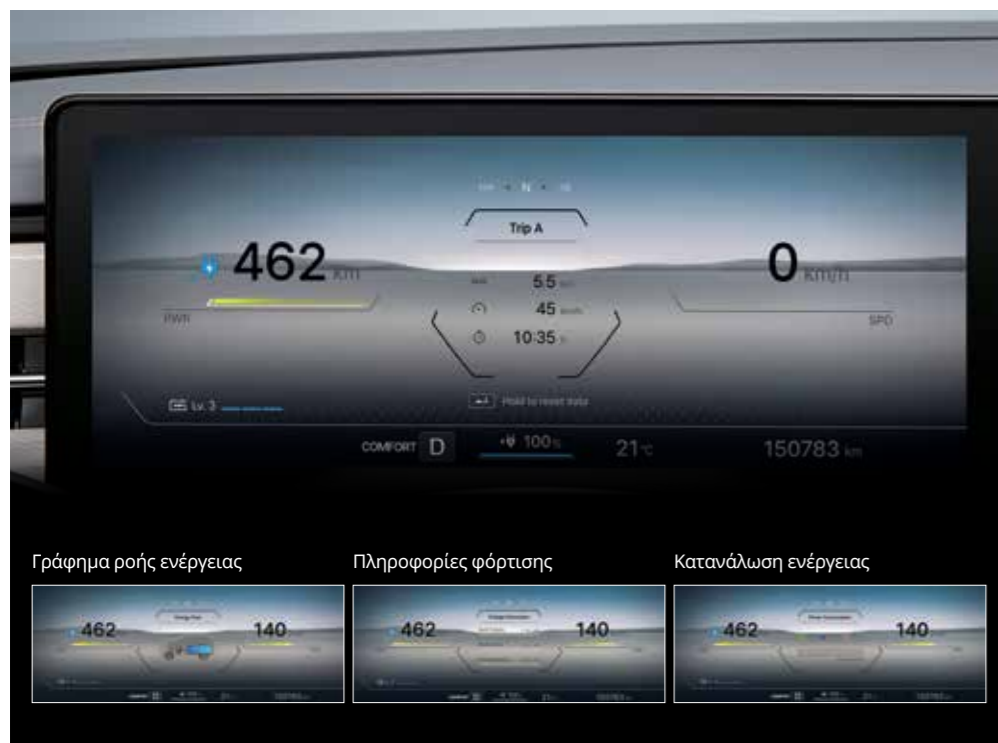 N
Trip A
462 km
0 km/h
5.5
45
10:35
PWR
SPD
Lv. 3
Hold to reset data
COMFORT D 100% 21°C 150783 km
Γράφημα ροής ενέργειας
Πληροφορίες φόρτισης
Κατανάλωση ενέργειας
462 140
462 140
462 140